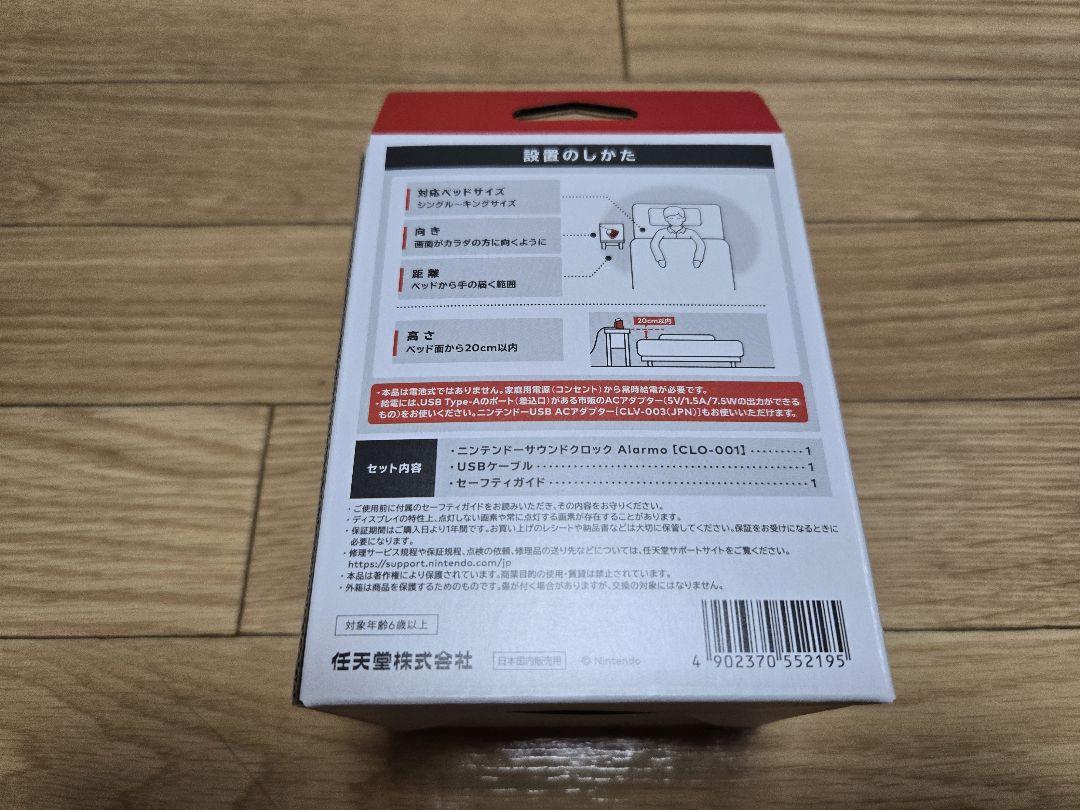 設置のしかた
対応ベッドサイズ
シングル〜キングサイズ
向き
画面がカラダの方に向くように
距離
ベッドから手の届く範囲
高さ
ベッド面から20cm以内
20cm以内
・本品は電池式ではありません。家庭用電源(コンセント)から常時給電が必要です。
・給電には、USB Type-Aのポート(差込口)がある市販のACアダプター(5V/1.5A/7.5Wの出力ができる
もの)をお使いください。ニンテンドーUSB ACアダプター[CLV-003(JPN)]もお使いいただけます。
セット内容
・ニンテンドーサウンドクロック Alarmo [CLO-001] ········· 1
・USBケーブル ································ 1
・セーフティガイド ······························ 1
・ご使用前に付属のセーフティガイドをお読みいただき、その内容をお守りください。
・ディスプレイの特性上、点灯しない画素や常に点灯する画素が存在することがあります。
・保証期間はご購入日より1年間です。お買い上げのレシートや納品書などは大切に保管してください。保証をお受けになるときに
必要になります。
・修理サービス規程や保証規程、点検の依頼、修理品の送り先などについては、任天堂サポートサイトをご覧ください。
https://support.nintendo.com/jp
・本品は著作権により保護されています。商業目的の使用・賃貸は禁止されています。
・外箱は商品を保護するためのものです。傷が付く場合がありますが、交換の対象にはなりません。
対象年齢6歳以上
任天堂株式会社
日本国内販売用
© Nintendo
4 902370 552195